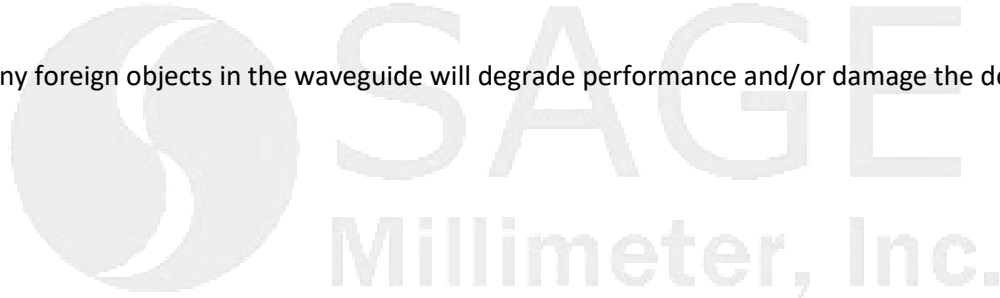 ny foreign objects in the waveguide will degrade performance and/or damage the de
SAGE
Millimeter, Inc.